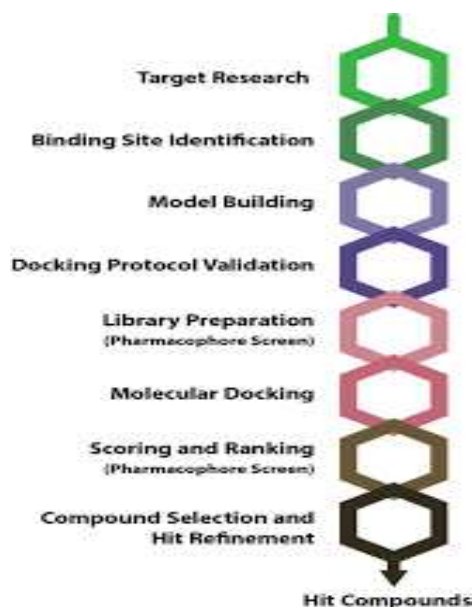 Target Research
Binding Site Identification
Model Building
Docking Protocol Validation
Library Preparation
(Pharmacophore Screen)
Molecular Docking
Scoring and Ranking
(Pharmacophore Screen)
Compound Selection and
Hit Refinement
Hit Compounds